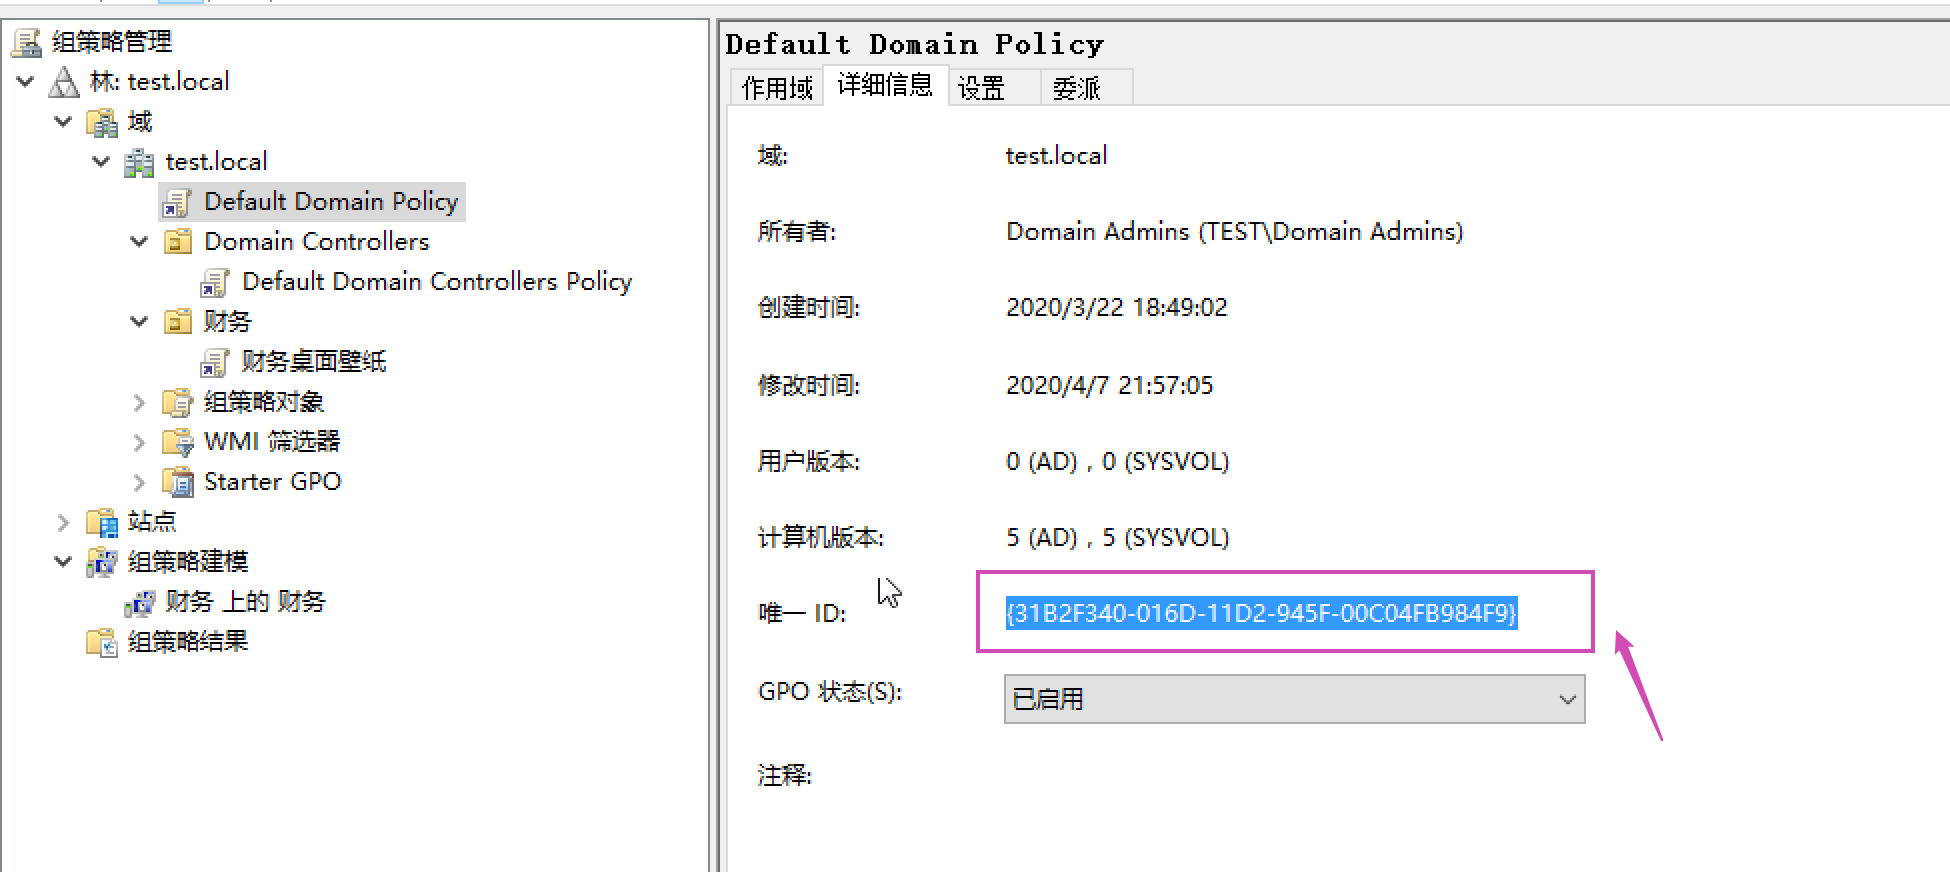 组策略管理
林: test.local
域
test.local
Default Domain Policy
Domain Controllers
Default Domain Controllers Policy
财务
财务桌面壁纸
组策略对象
WMI 筛选器
Starter GPO
站点
组策略建模
财务 上的 财务
组策略结果
Default Domain Policy
作用域 详细信息 设置 委派
域: test.local
所有者: Domain Admins (TEST\Domain Admins)
创建时间: 2020/3/22 18:49:02
修改时间: 2020/4/7 21:57:05
用户版本: 0 (AD) , 0 (SYSVOL)
计算机版本: 5 (AD) , 5 (SYSVOL)
唯一 ID: {31B2F340-016D-11D2-945F-00C04FB984F9}
GPO 状态(S): 已启用
注释: